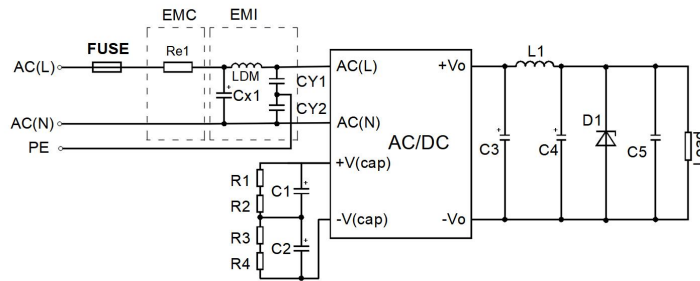 EMC EMI
FUSE Re1 LDM L1
AC(L) Cx1 CY1 AC(L) +Vo
CY2
AC(N) AC(N) AC/DC C3 C4 D1 C5 Load
PE
R1 C1 +V(cap)
R2
R3 C2 -V(cap) -Vo
R4